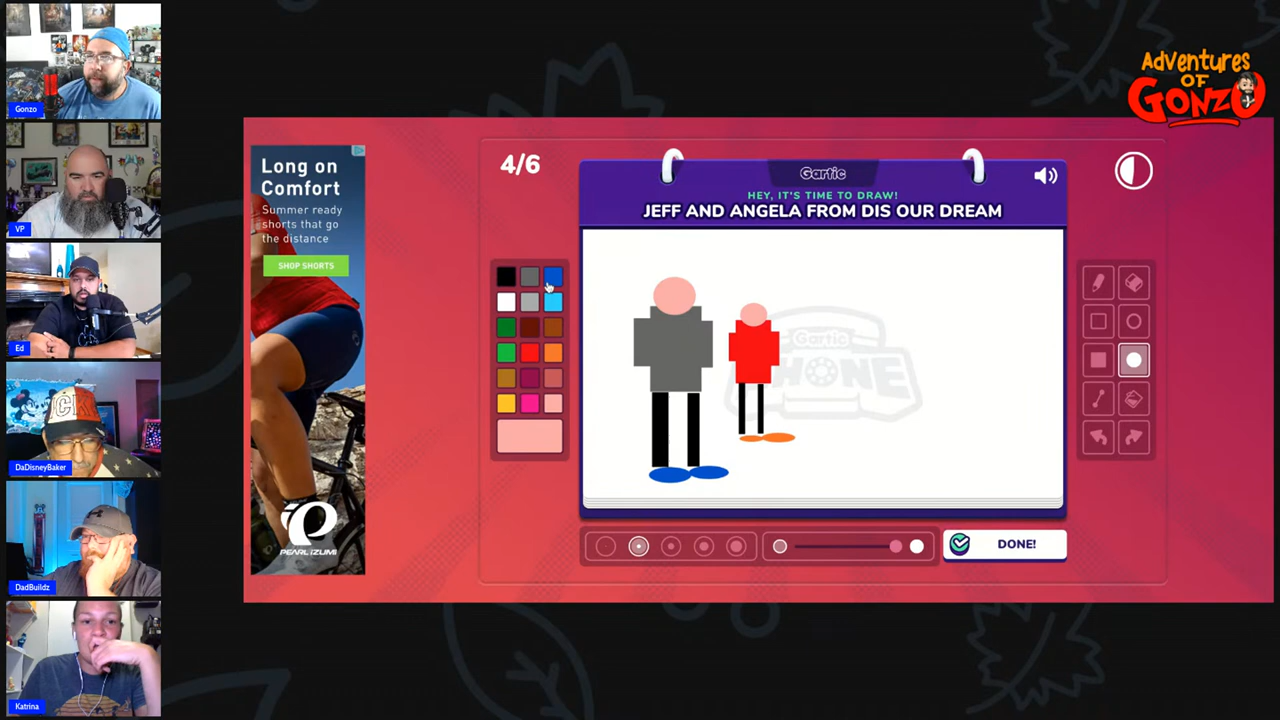 Gonzo
VP
Ed
DaDisneyBaker
DadBuildz
Katrina
Adventures
OF
GONZO
Long on
Comfort
Summer ready
shorts that go
the distance
SHOP SHORTS
PEARL iZUMi
4/6
Gartic
HEY, IT'S TIME TO DRAW!
JEFF AND ANGELA FROM DIS OUR DREAM
Gartic
PHONE
DONE!